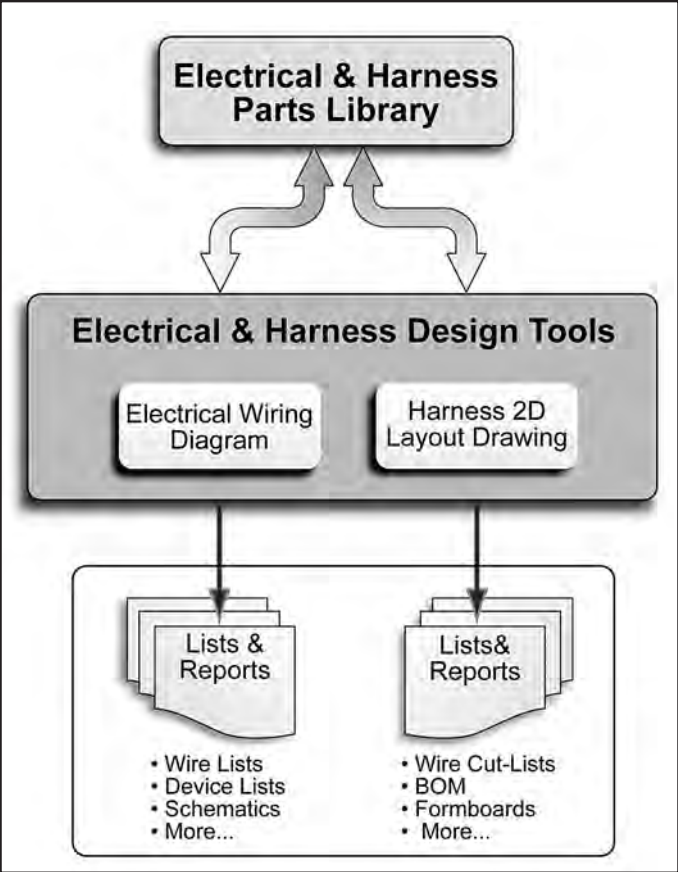 Electrical & Harness
Parts Library
Electrical & Harness Design Tools
Electrical Wiring
Diagram
Harness 2D
Layout Drawing
Lists &
Reports
• Wire Lists
• Device Lists
• Schematics
• More...
Lists&
Reports
• Wire Cut-Lists
• BOM
• Formboards
• More...